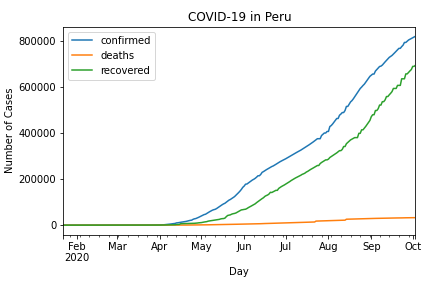 COVID-19 in Peru
confirmed
deaths
recovered
Number of Cases
800000
600000
400000
200000
0
Feb Mar Apr May Jun Jul Aug Sep Oct
2020
Day